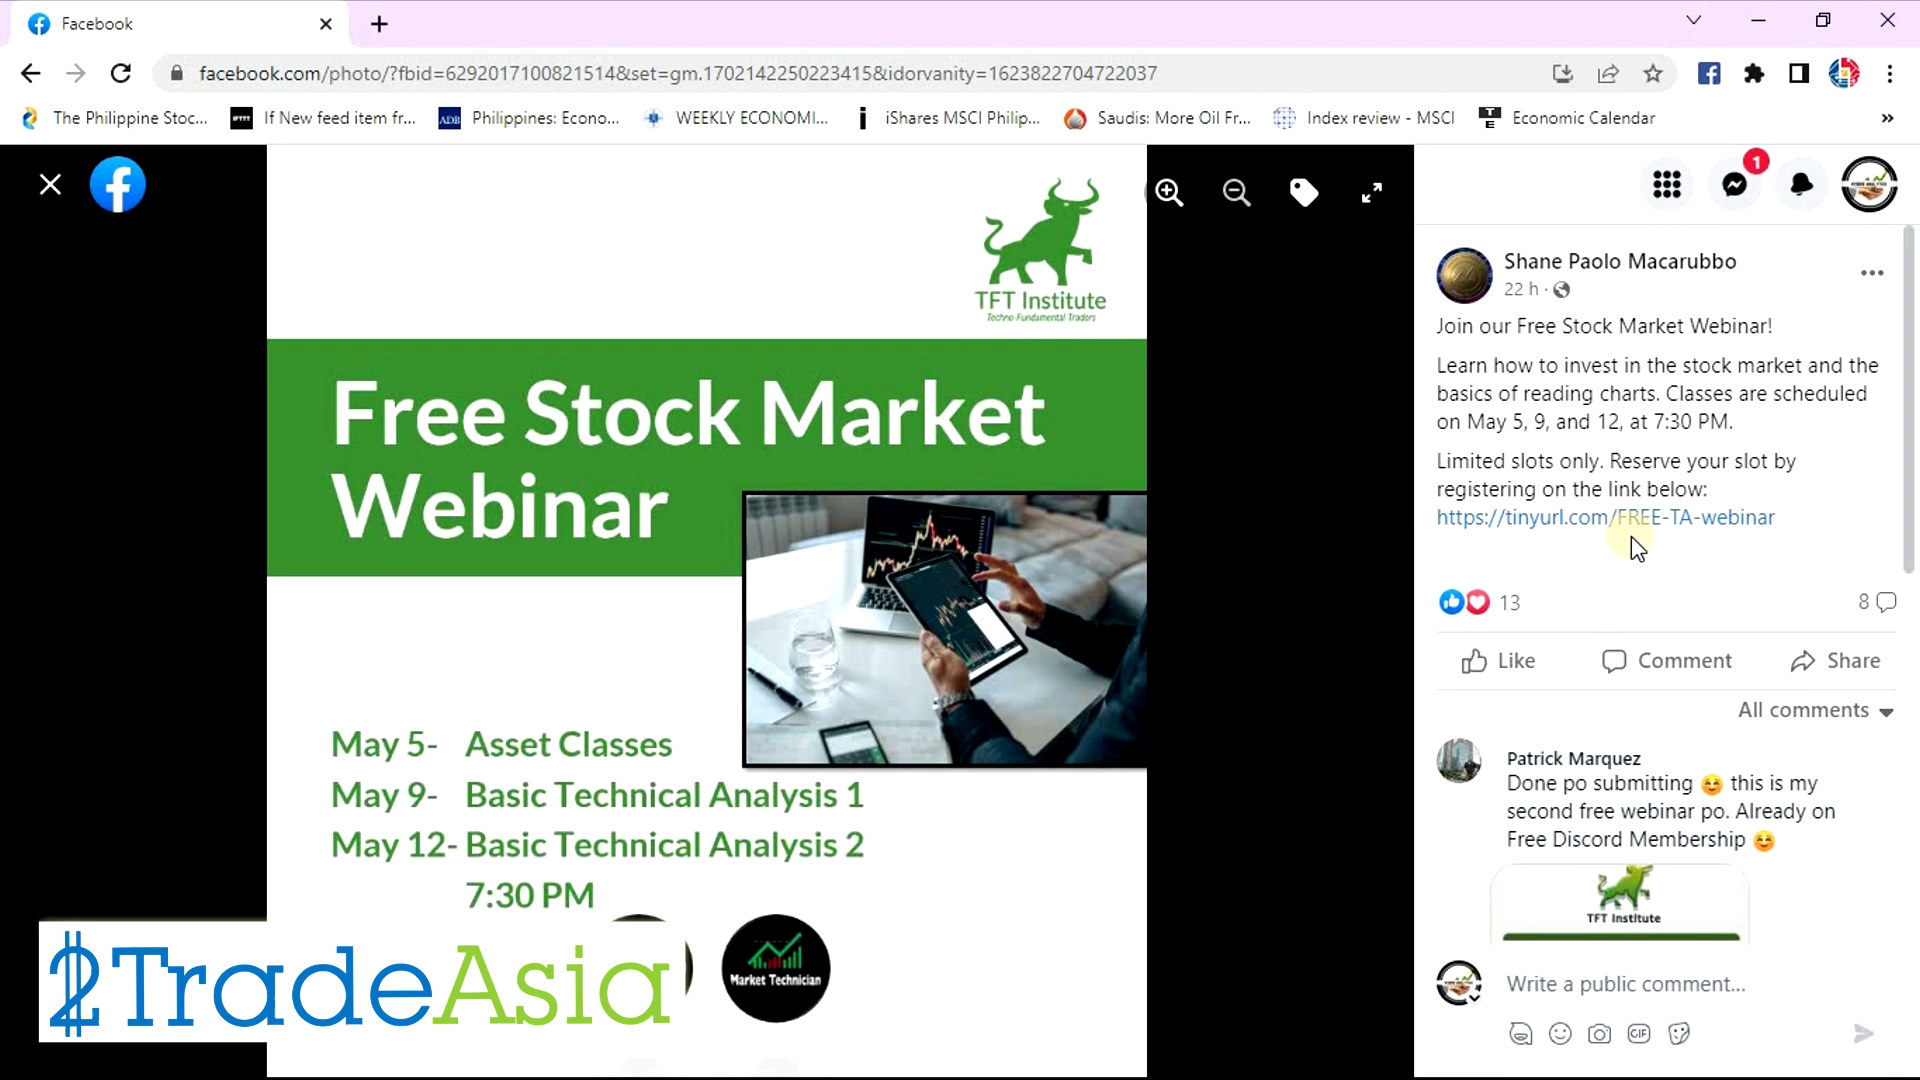 Facebook
facebook.com/photo/?fbid=6292017100821514&set=gm.1702142250223415&idorvanity=1623822704722037
The Philippine Stoc...
IFTTT
If New feed item fr...
ADB
Philippines: Econo...
WEEKLY ECONOMI...
iShares MSCI Philip...
Saudis: More Oil Fr...
Index review - MSCI
TE
Economic Calendar
»
TFT Institute
Techno-Fundamental Traders
Free Stock Market
Webinar
May 5- Asset Classes
May 9- Basic Technical Analysis 1
May 12- Basic Technical Analysis 2
7:30 PM
2TradeAsia
Market Technician
1
Shane Paolo Macarubbo
22 h ·
Join our Free Stock Market Webinar!
Learn how to invest in the stock market and the
basics of reading charts. Classes are scheduled
on May 5, 9, and 12, at 7:30 PM.
Limited slots only. Reserve your slot by
registering on the link below:
https://tinyurl.com/FREE-TA-webinar
13
8
Like
Comment
Share
All comments
Patrick Marquez
Done po submitting 😊 this is my
second free webinar po. Already on
Free Discord Membership 😊
TFT Institute
Write a public comment...
GIF